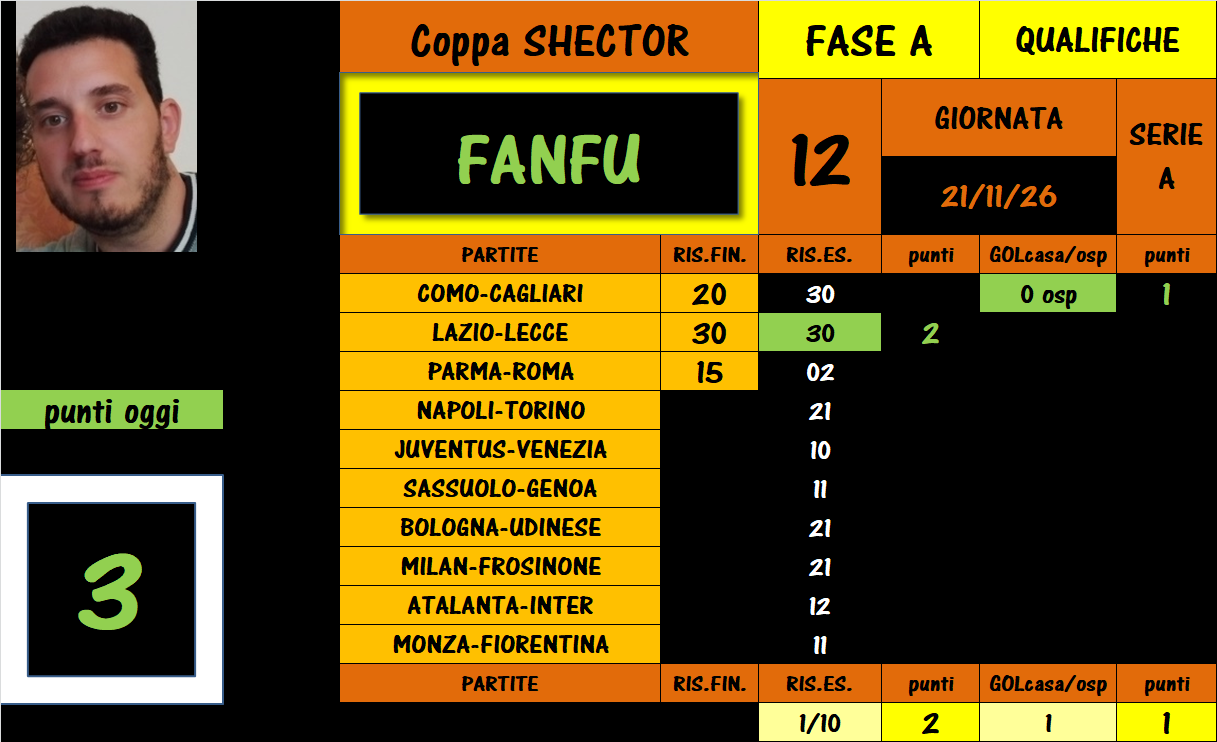 Coppa SHECTOR FASE A QUALIFICHE
FANFU 12 GIORNATA SERIE A
21/11/26
PARTITE RIS.FIN. RIS.ES. punti GOLcasa/osp punti
COMO-CAGLIARI 20 30 0 osp 1
LAZIO-LECCE 30 30 2
PARMA-ROMA 15 02
punti oggi
NAPOLI-TORINO 21
JUVENTUS-VENEZIA 10
SASSUOLO-GENOA 11
BOLOGNA-UDINESE 21
3
MILAN-FROSINONE 21
ATALANTA-INTER 12
MONZA-FIORENTINA 11
PARTITE RIS.FIN. RIS.ES. punti GOLcasa/osp punti
1/10 2 1 1